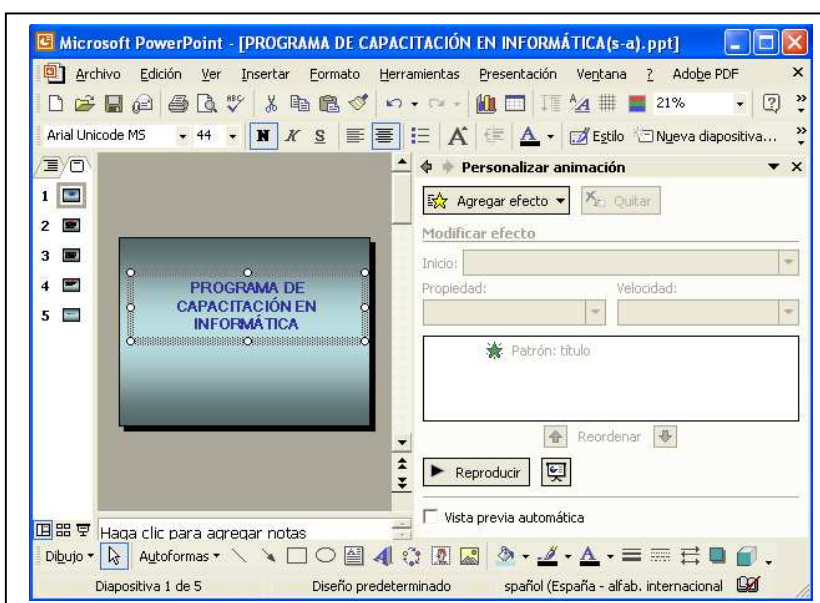 Microsoft PowerPoint - [PROGRAMA DE CAPACITACIÓN EN INFORMÁTICA(s-a).ppt]
Archivo Edición Ver Insertar Formato Herramientas Presentación Ventana ? Adobe PDF
21%
Arial Unicode MS 44 N K S A A Estilo Nueva diapositiva...
Personalizar animación
Agregar efecto Quitar
Modificar efecto
Inicio:
Propiedad: Velocidad:
Patrón: título
Reordenar
Reproducir
Vista previa automática
1
2
3
4
5
PROGRAMA DE
CAPACITACIÓN EN
INFORMÁTICA
Haga clic para agregar notas
Dibujo Autoformas
Diapositiva 1 de 5 Diseño predeterminado spañol (España - alfab. internacional